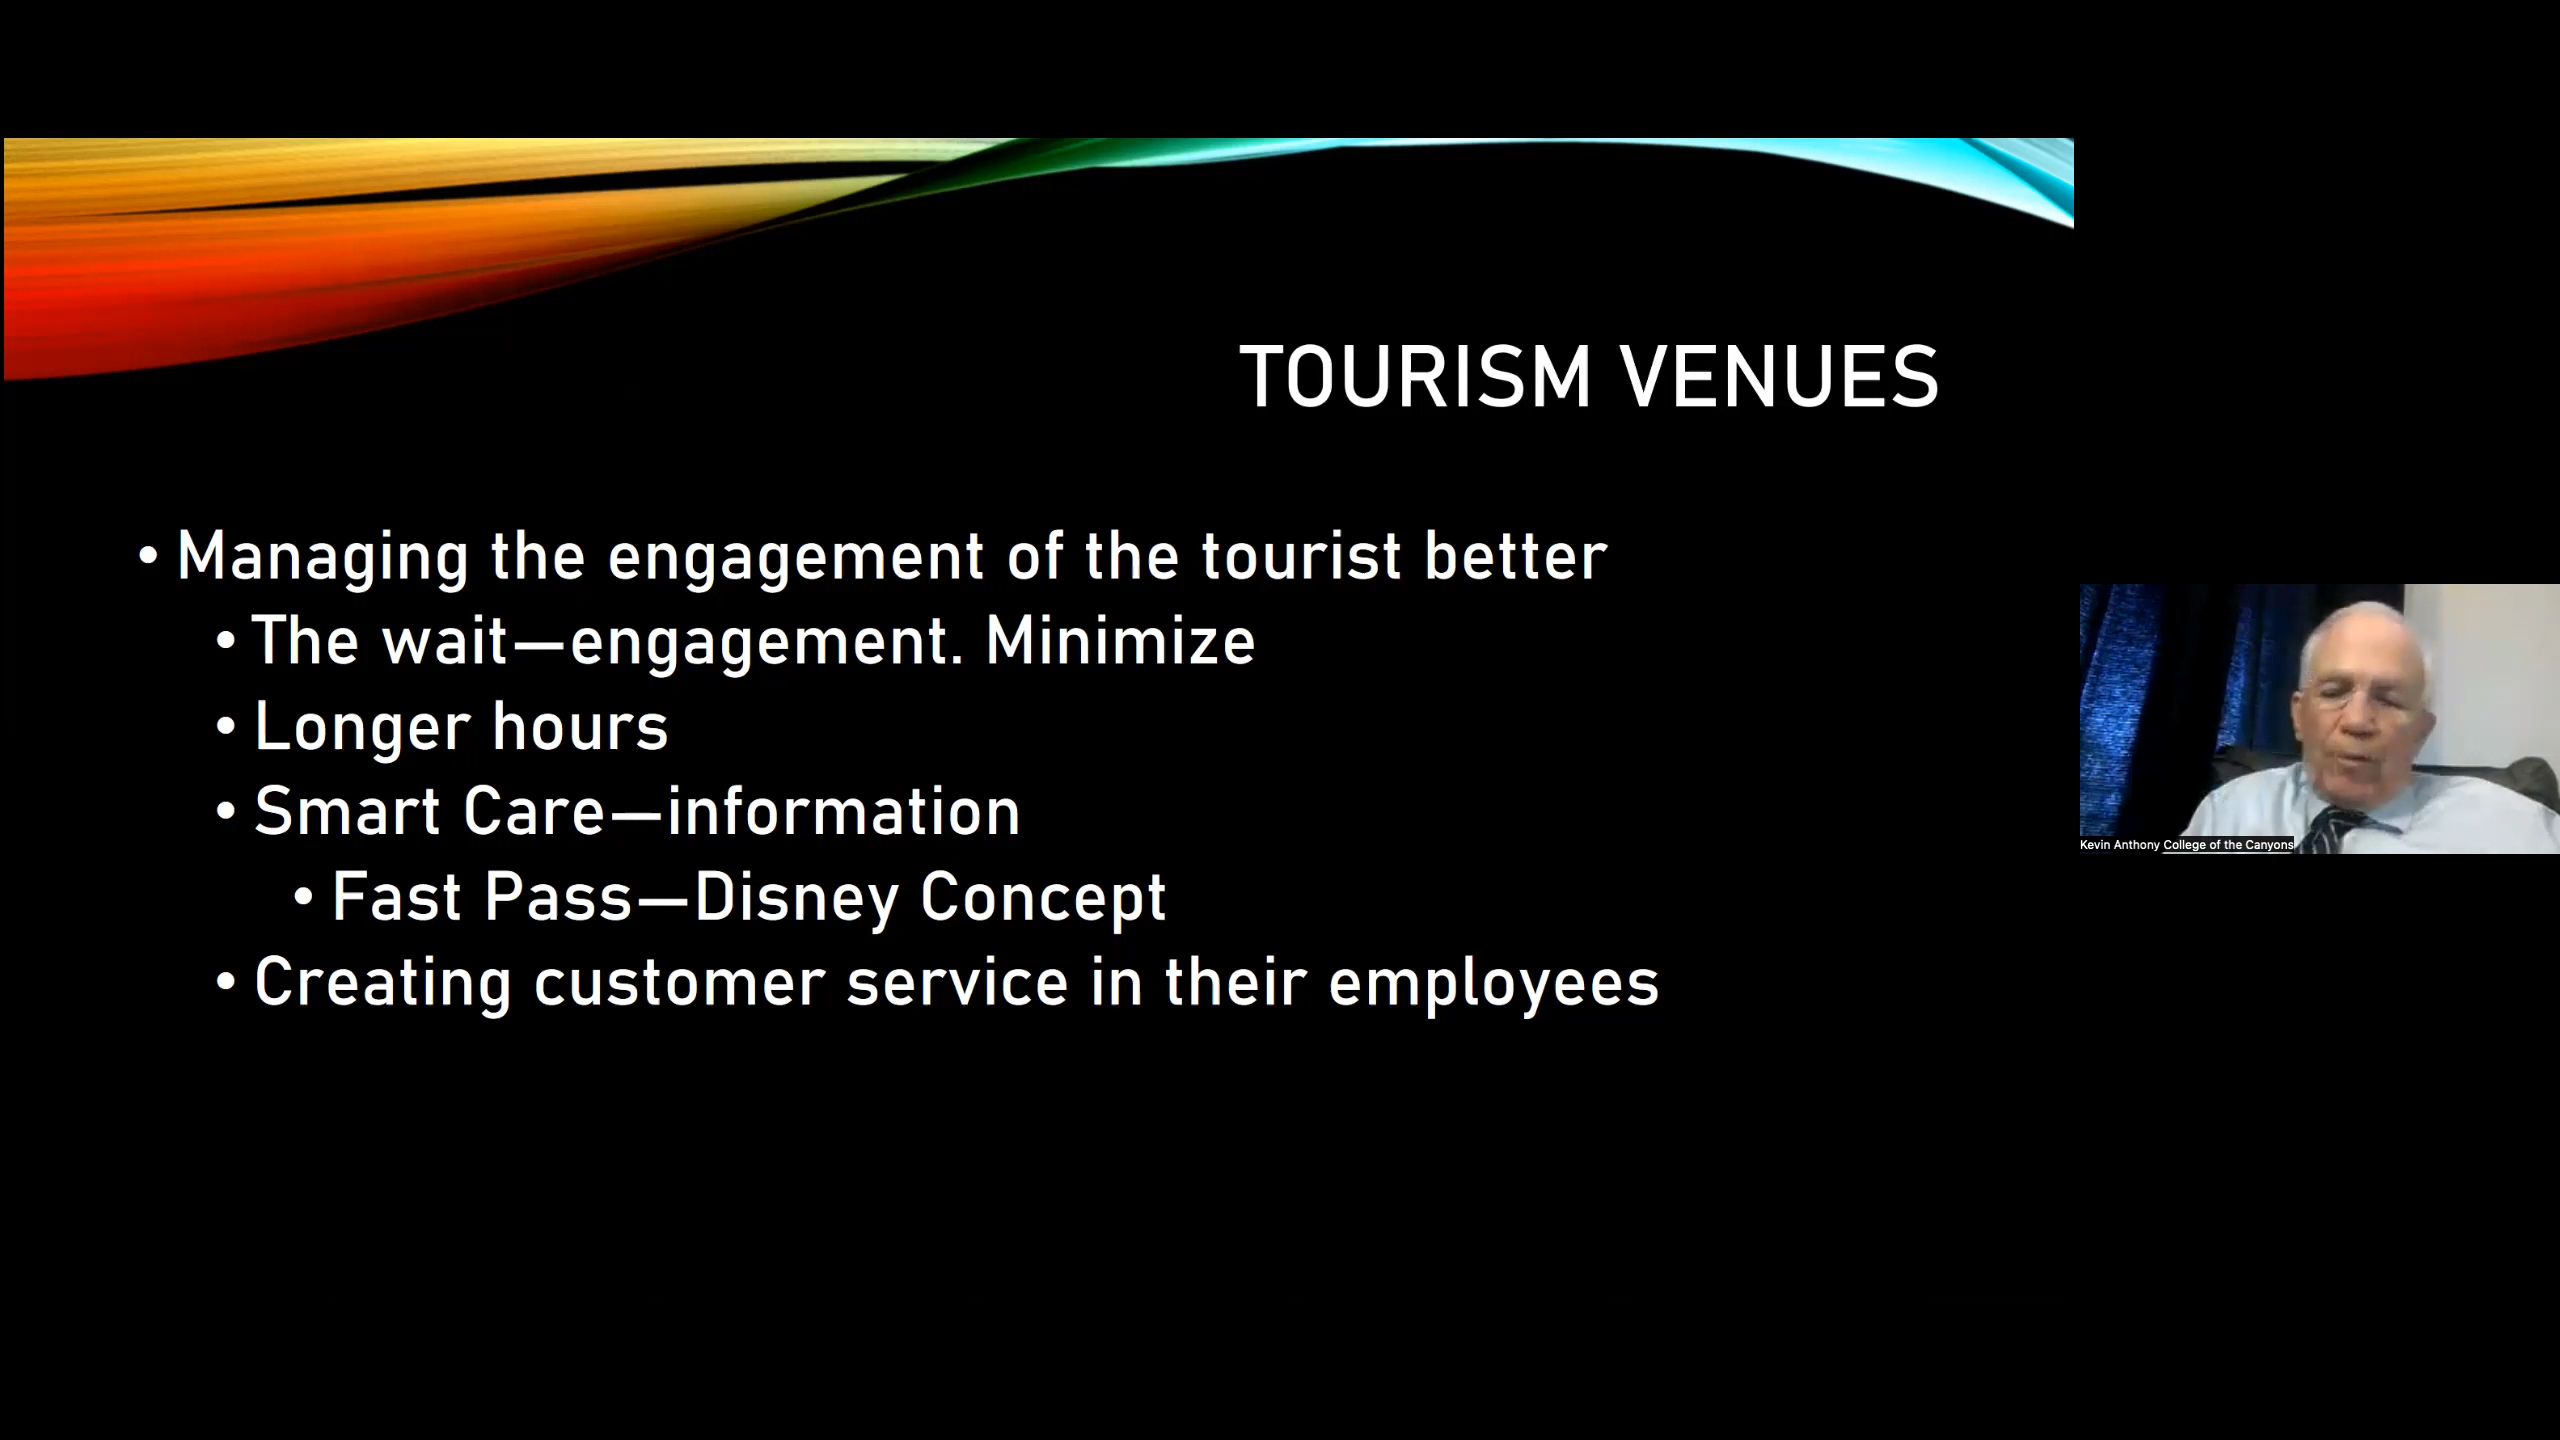 TOURISM VENUES
• Managing the engagement of the tourist better
• The wait—engagement. Minimize
• Longer hours
• Smart Care—information
• Fast Pass—Disney Concept
• Creating customer service in their employees
Kevin Anthony College of the Canyons